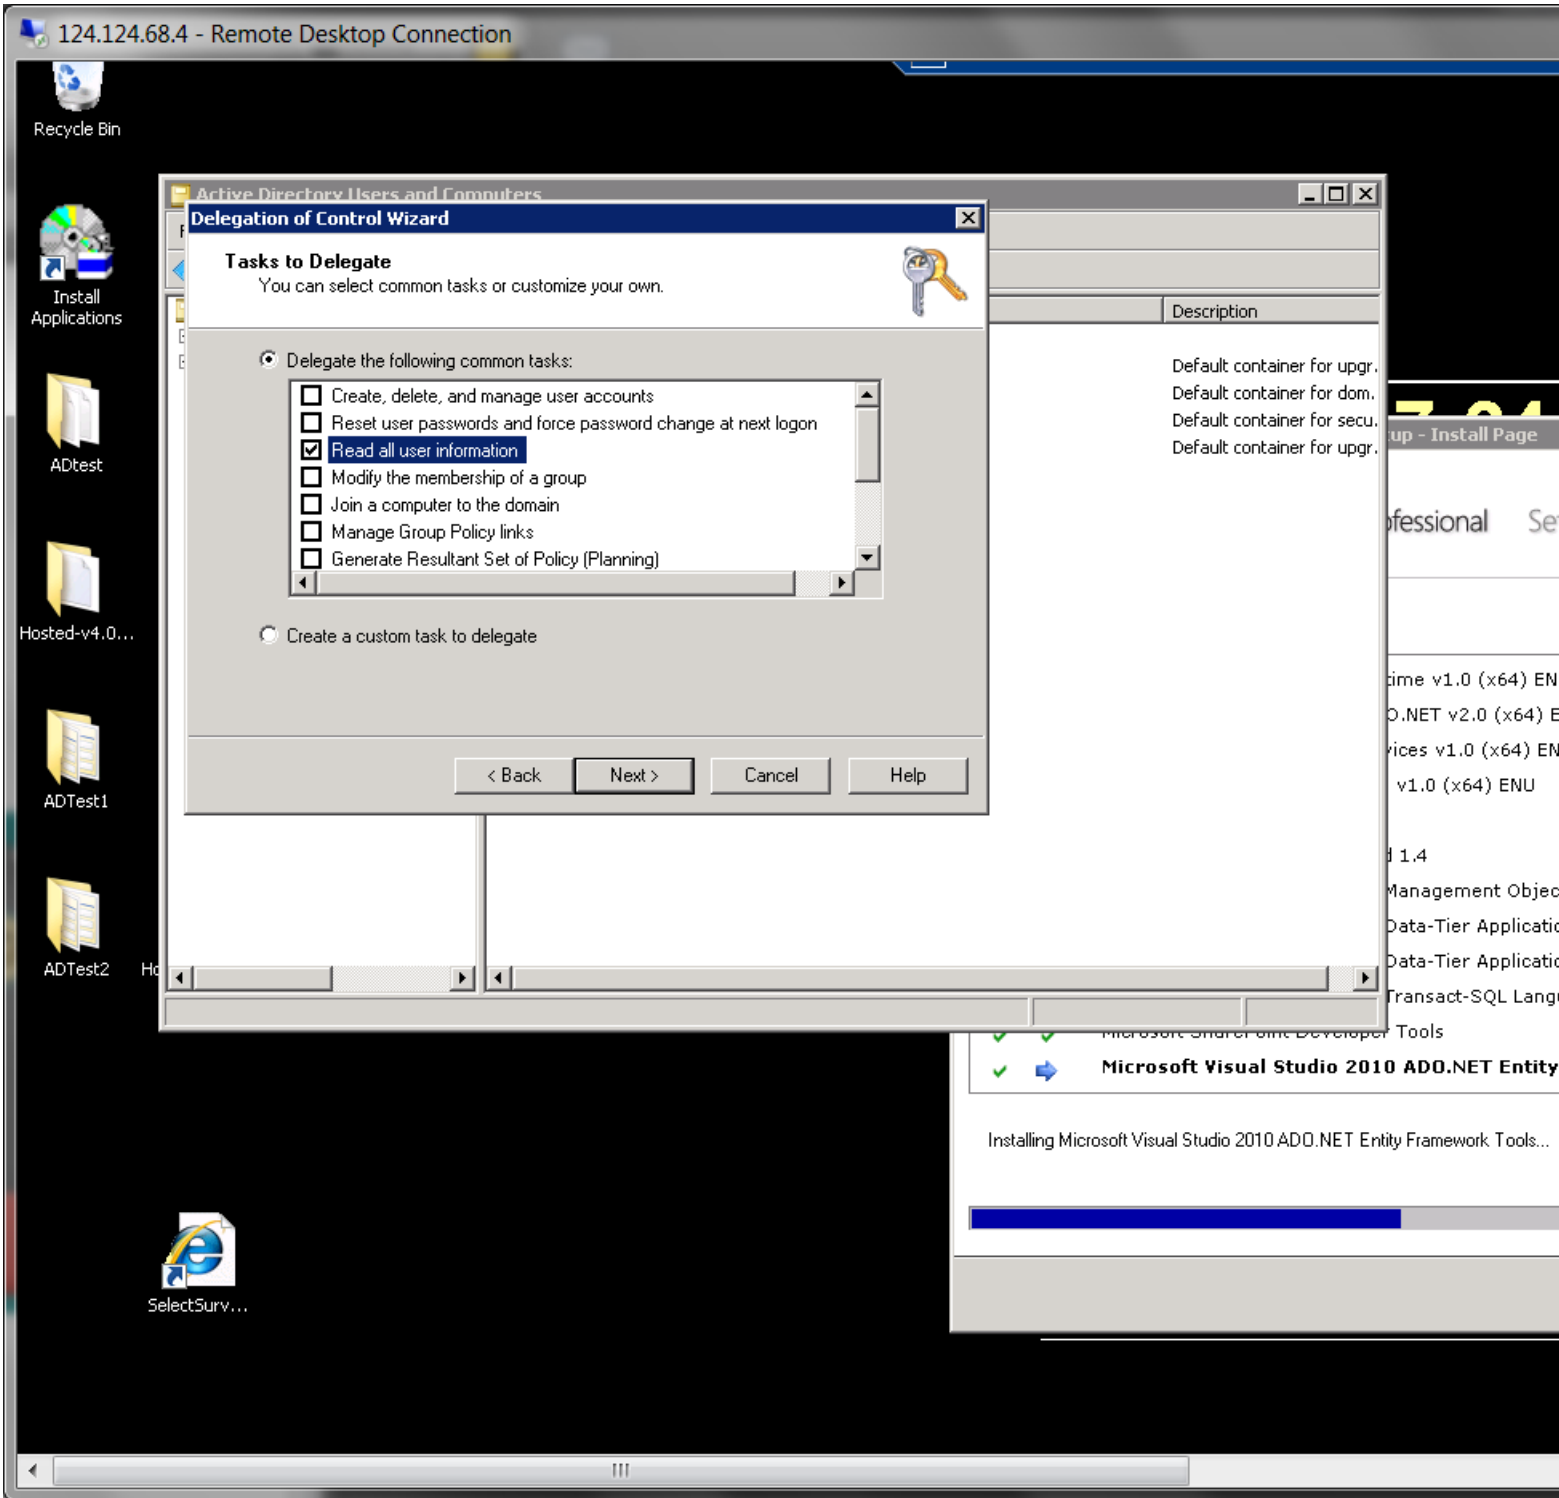 124.124.68.4 - Remote Desktop Connection
Recycle Bin
Install
Applications
ADtest
Hosted-v4.0...
ADTest1
ADTest2
SelectSurv...
Active Directory Users and Computers
Delegation of Control Wizard
Tasks to Delegate
You can select common tasks or customize your own.
Delegate the following common tasks:
Create, delete, and manage user accounts
Reset user passwords and force password change at next logon
Read all user information
Modify the membership of a group
Join a computer to the domain
Manage Group Policy links
Generate Resultant Set of Policy (Planning)
Create a custom task to delegate
< Back
Next >
Cancel
Help
Description
Default container for upgr.
Default container for dom.
Default container for secu.
Default container for upgr.
up - Install Page
ofessional Se
time v1.0 (x64) EN
O.NET v2.0 (x64) E
vices v1.0 (x64) EN
v1.0 (x64) ENU
1.4
Management Objec
Data-Tier Applicatio
Data-Tier Applicatio
Transact-SQL Lang
Microsoft SharePoint Developer Tools
Microsoft Visual Studio 2010 ADO.NET Entity
Installing Microsoft Visual Studio 2010 ADO.NET Entity Framework Tools...